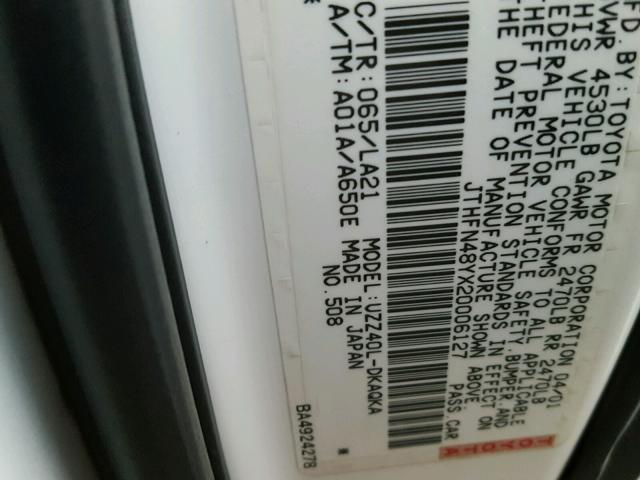 FD. BY: TOYOTA MOTOR CORPORATION 04/01
VWR 4530LB GAWR FR 2470LB RR 2470LB
THIS VEHICLE CONFORMS TO ALL APPLICABLE
FEDERAL MOTOR VEHICLE SAFETY, BUMPER, AND
THEFT PREVENTION STANDARDS IN EFFECT ON
THE DATE OF MANUFACTURE SHOWN ABOVE.
JTHFN48YX20006127 PASS.CAR
C/TR: 065/LA21 MODEL: UZZ40L-DKAQKA
A/TM: A01A/A650E MADE IN JAPAN
NO. 508
BA4924278
TOYOTA